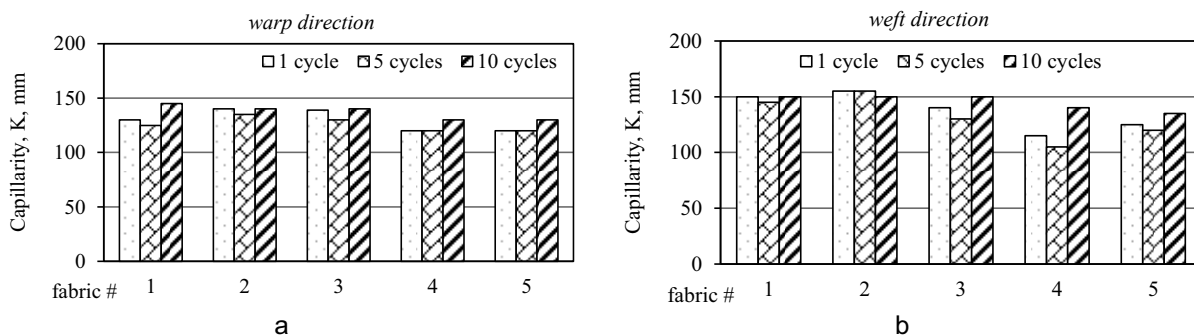 warp direction
200
150
100
50
0
Capillarity, K, mm
1 cycle 5 cycles 10 cycles
fabric # 1 2 3 4 5
a
weft direction
200
150
100
50
0
Capillarity, K, mm
1 cycle 5 cycles 10 cycles
fabric # 1 2 3 4 5
b